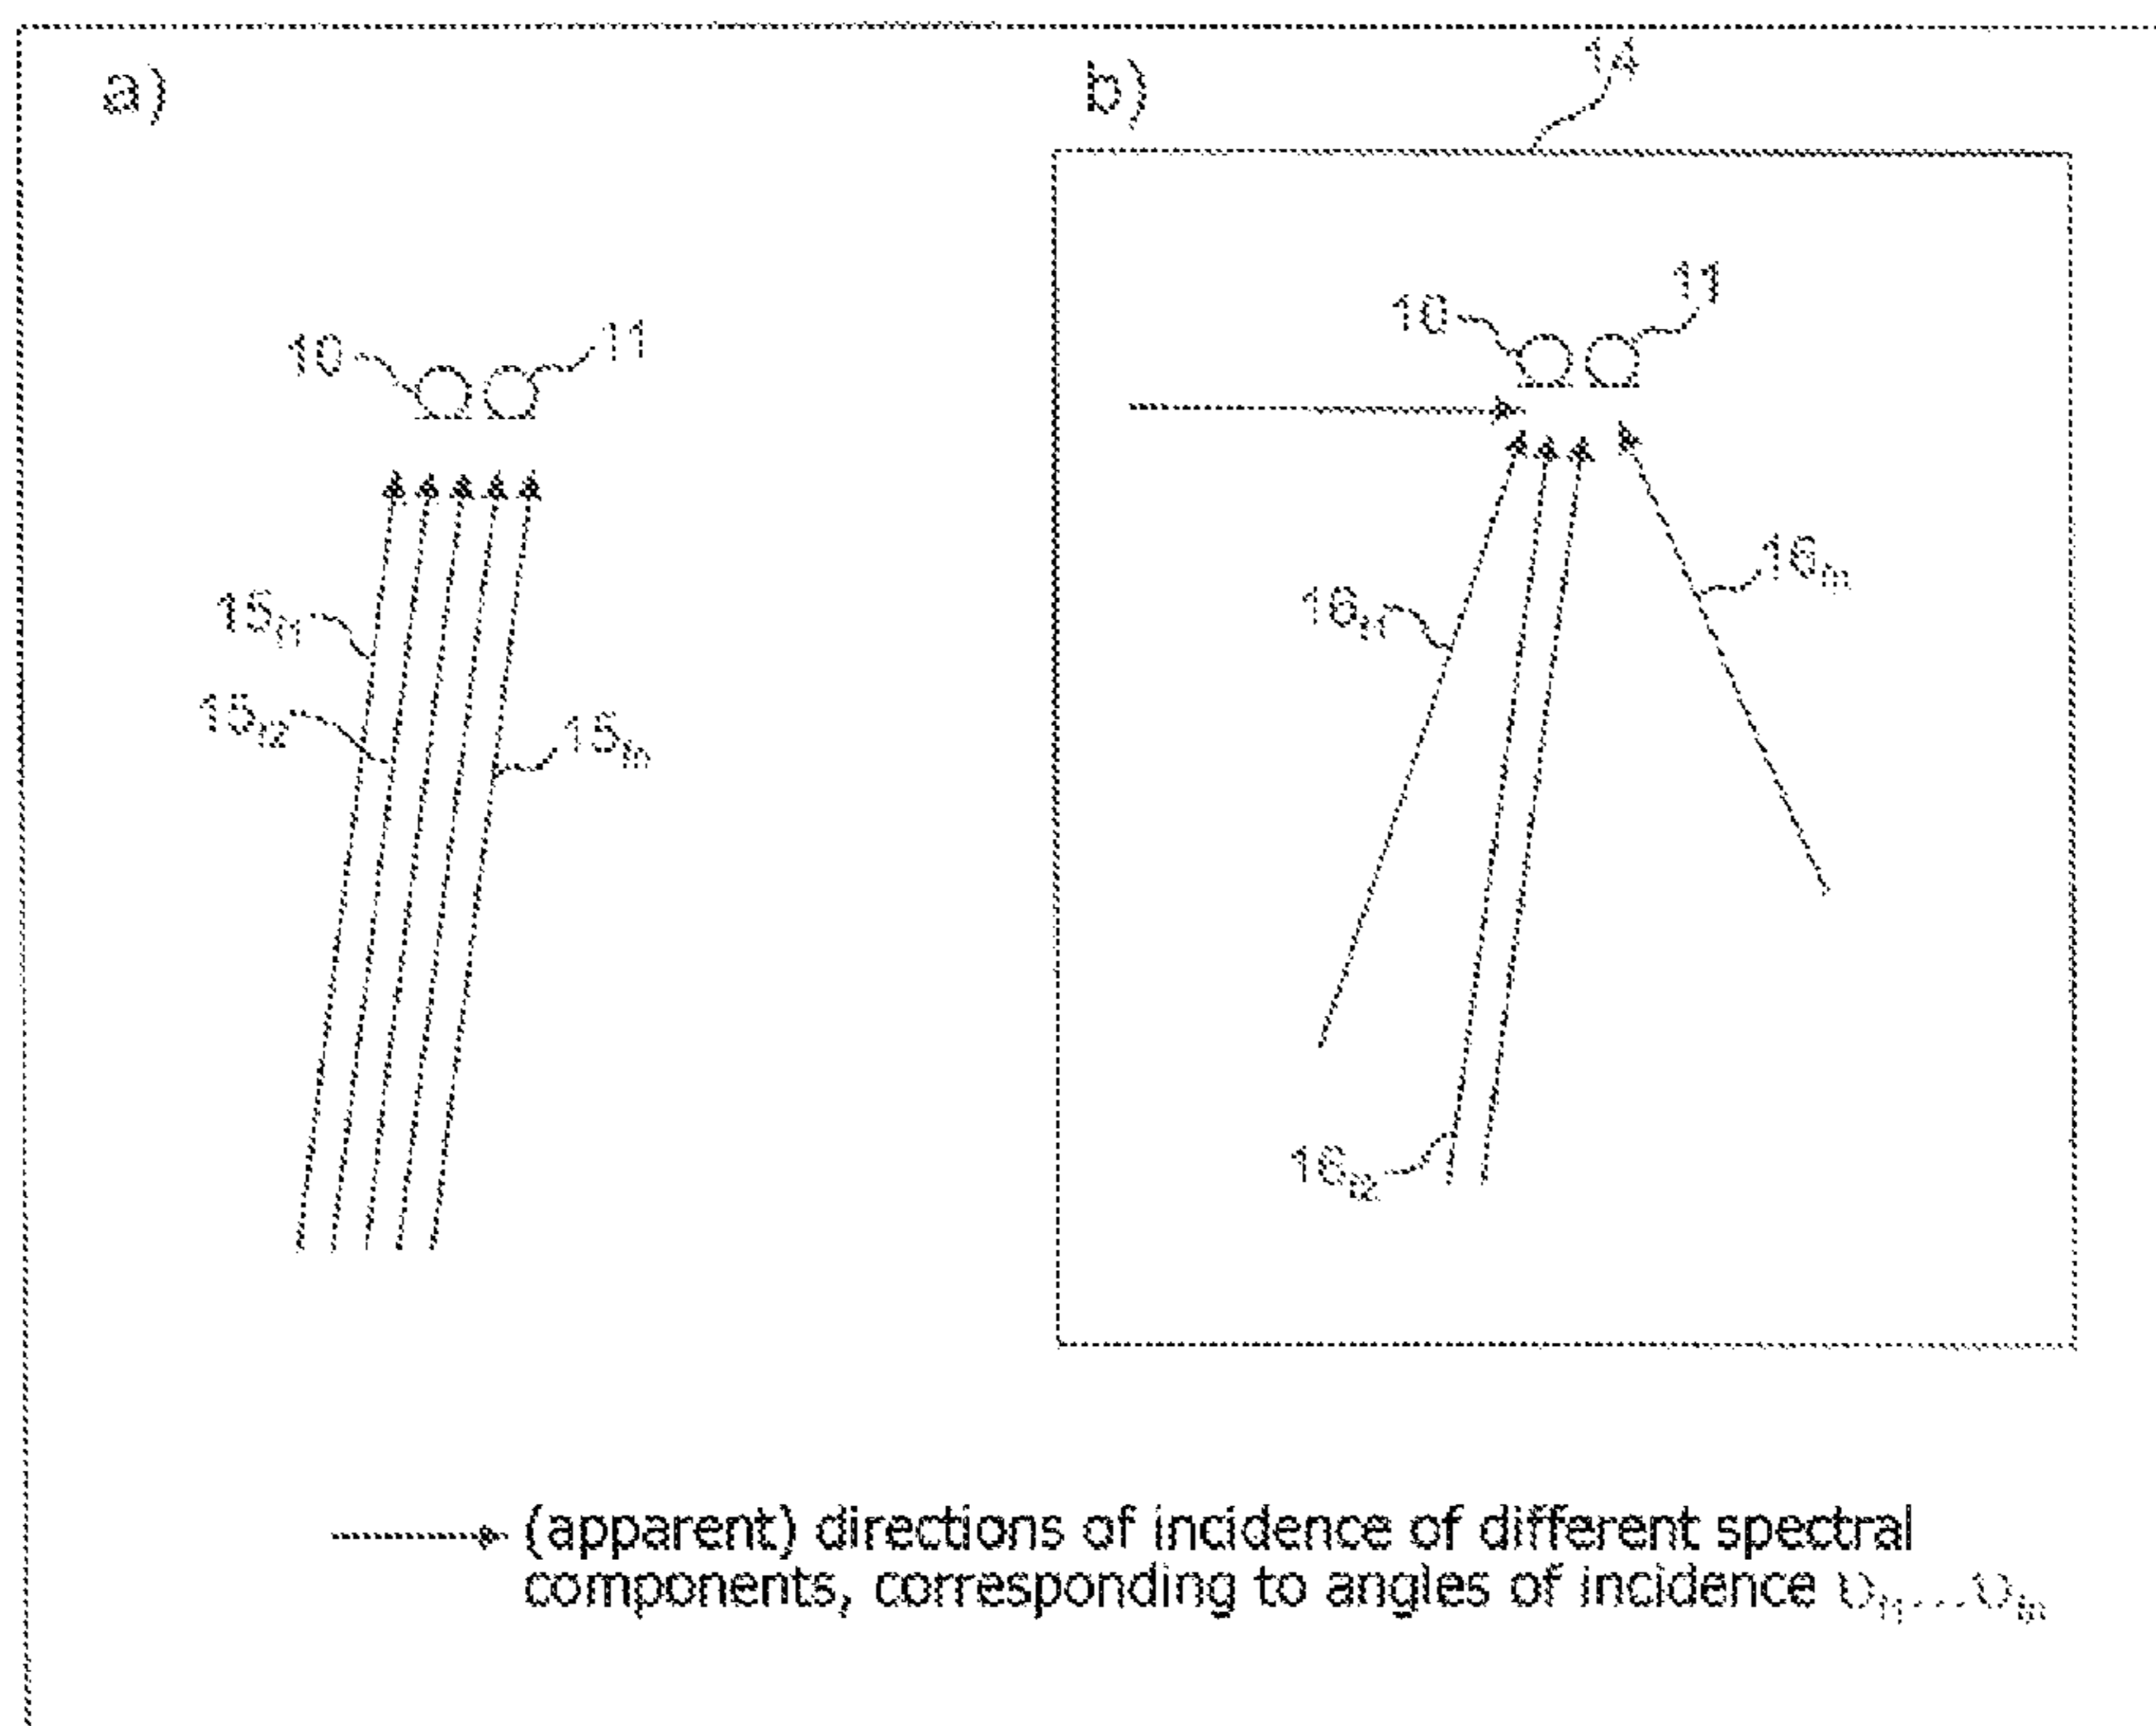 a)
b)
14
10
11
10
11
15f1
16f1
16fn
15f2
15fn
16f2
(apparent) directions of incidence of different spectral
components, corresponding to angles of incidence